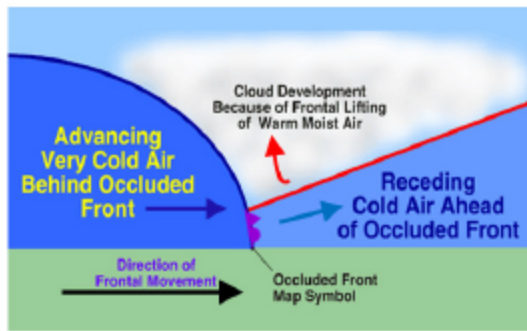 Cloud Development
Because of Frontal Lifting
of Warm Moist Air
Advancing
Very Cold Air
Behind Occluded
Front
Receding
Cold Air Ahead
of Occluded Front
Direction of
Frontal Movement
Occluded Front
Map Symbol